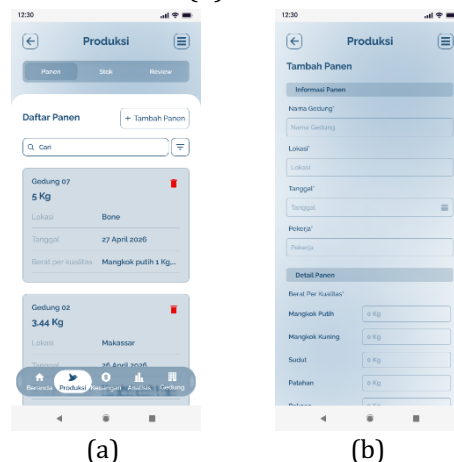 12:30
Produksi
Panen Stok Review
Daftar Panen + Tambah Panen
Cari
Gedung 07
5 Kg
Lokasi Bone
Tanggal 27 April 2026
Berat per kualitas Mangkok putih 1 Kg...
Gedung 02
3.44 Kg
Lokasi Makassar
Tanggal 26 April 2026
Beranda Produksi Keuangan Analisis Gedung
(a)
12:30
Produksi
Tambah Panen
Informasi Panen
Nama Gedung*
Nama Gedung
Lokasi*
Lokasi
Tanggal*
Tanggal
Pekerja*
Pekerja
Detail Panen
Berat Per Kualitas*
Mangkok Putih 0 Kg
Mangkok Kuning 0 Kg
Sudut 0 Kg
Patahan 0 Kg
(b)